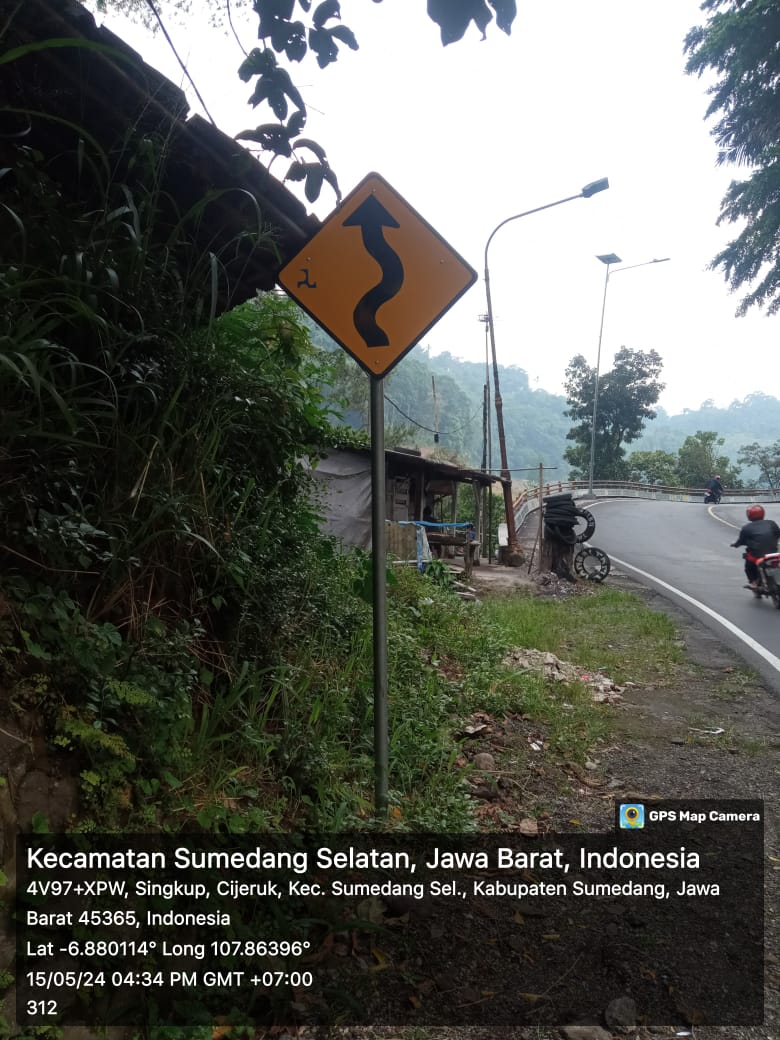 GPS Map Camera
Kecamatan Sumedang Selatan, Jawa Barat, Indonesia
4V97+XPW, Singkup, Cijeruk, Kec. Sumedang Sel., Kabupaten Sumedang, Jawa
Barat 45365, Indonesia
Lat -6.880114° Long 107.86396°
15/05/24 04:34 PM GMT +07:00
312